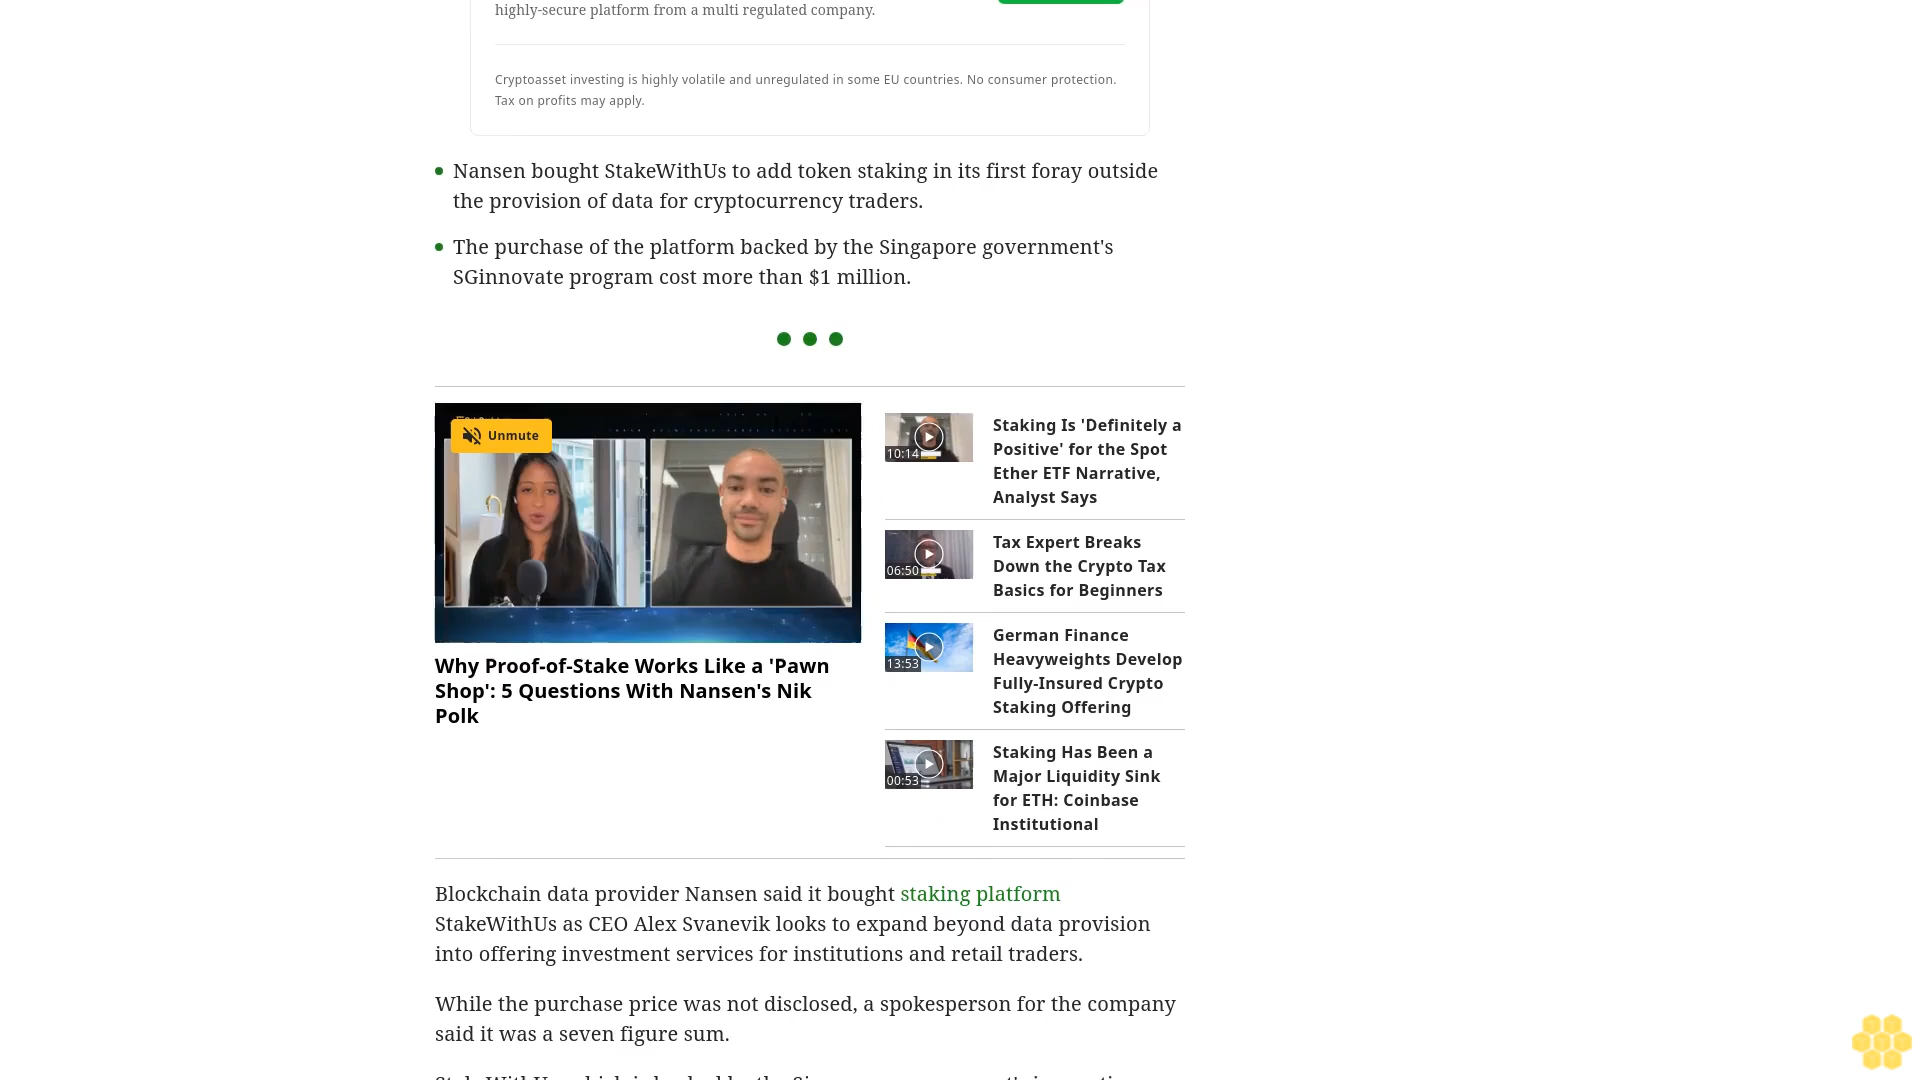 highly-secure platform from a multi regulated company.
Cryptoasset investing is highly volatile and unregulated in some EU countries. No consumer protection.
Tax on profits may apply.
Nansen bought StakeWithUs to add token staking in its first foray outside
the provision of data for cryptocurrency traders.
The purchase of the platform backed by the Singapore government's
SGinnovate program cost more than $1 million.
Unmute
Why Proof-of-Stake Works Like a 'Pawn
Shop': 5 Questions With Nansen's Nik
Polk
10:14
Staking Is 'Definitely a
Positive' for the Spot
Ether ETF Narrative,
Analyst Says
06:50
Tax Expert Breaks
Down the Crypto Tax
Basics for Beginners
13:53
German Finance
Heavyweights Develop
Fully-Insured Crypto
Staking Offering
00:53
Staking Has Been a
Major Liquidity Sink
for ETH: Coinbase
Institutional
Blockchain data provider Nansen said it bought staking platform
StakeWithUs as CEO Alex Svanevik looks to expand beyond data provision
into offering investment services for institutions and retail traders.
While the purchase price was not disclosed, a spokesperson for the company
said it was a seven figure sum.